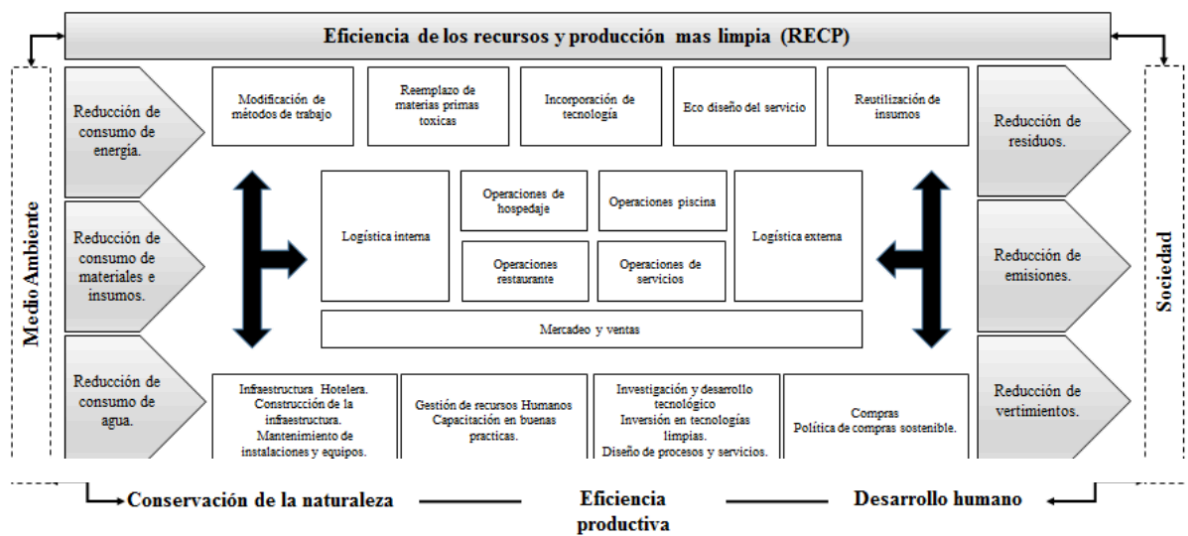 Eficiencia de los recursos y producción mas limpia (RECP)
Medio Ambiente
Reducción de
consumo de
energía.
Reducción de
consumo de
materiales e
insumos.
Reducción de
consumo de
agua.
Modificación de
métodos de trabajo
Reemplazo de
materias primas
toxicas
Incorporación de
tecnología
Eco diseño del servicio
Reutilización de
insumos
Logística interna
Operaciones de
hospedaje
Operaciones piscina
Operaciones
restaurante
Operaciones de
servicios
Logística externa
Mercadeo y ventas
Infraestructura Hotelera.
Construcción de la
infraestructura.
Mantenimiento de
instalaciones y equipos.
Gestión de recursos Humanos
Capacitación en buenas
practicas.
Investigación y desarrollo
tecnológico
Inversión en tecnologías
limpias.
Diseño de procesos y servicios.
Compras
Política de compras sostenible.
Reducción de
residuos.
Reducción de
emisiones.
Reducción de
vertimientos.
Sociedad
Conservación de la naturaleza
Eficiencia
productiva
Desarrollo humano